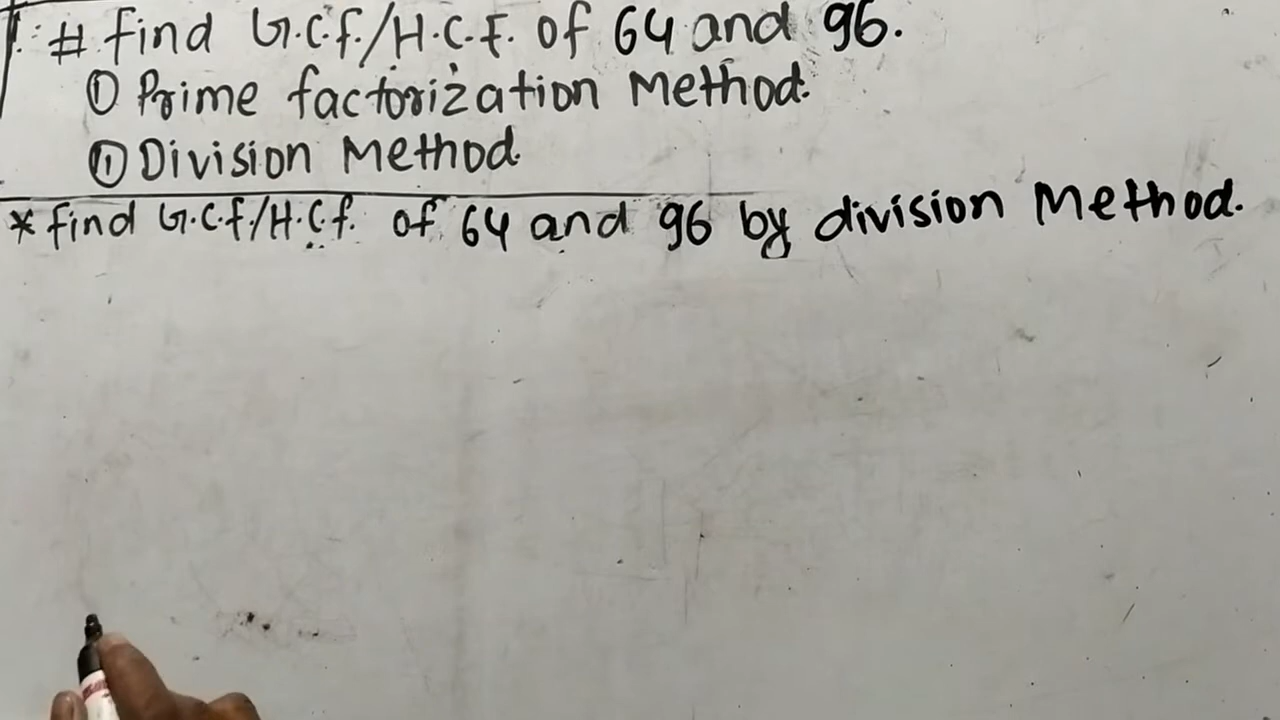 # find G.C.f./H.C.F. of 64 and 96.
① Prime factorization Method.
① Division Method.
* find G.C.f/H.C.f. of 64 and 96 by division Method.